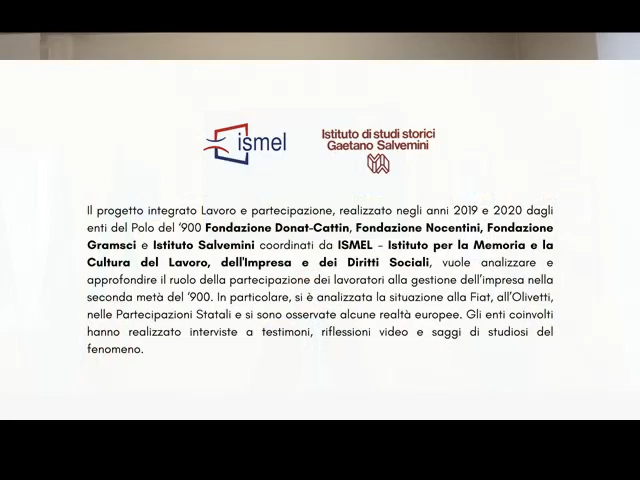 ismel
Istituto di studi storici
Gaetano Salvemini
Il progetto integrato Lavoro e partecipazione, realizzato negli anni 2019 e 2020 dagli
enti del Polo del ‘900 Fondazione Donat-Cattin, Fondazione Nocentini, Fondazione
Gramsci e Istituto Salvemini coordinati da ISMEL – Istituto per la Memoria e la
Cultura del Lavoro, dell'Impresa e dei Diritti Sociali, vuole analizzare e
approfondire il ruolo della partecipazione dei lavoratori alla gestione dell’impresa nella
seconda metà del ‘900. In particolare, si è analizzata la situazione alla Fiat, all’Olivetti,
nelle Partecipazioni Statali e si sono osservate alcune realtà europee. Gli enti coinvolti
hanno realizzato interviste a testimoni, riflessioni video e saggi di studiosi del
fenomeno.